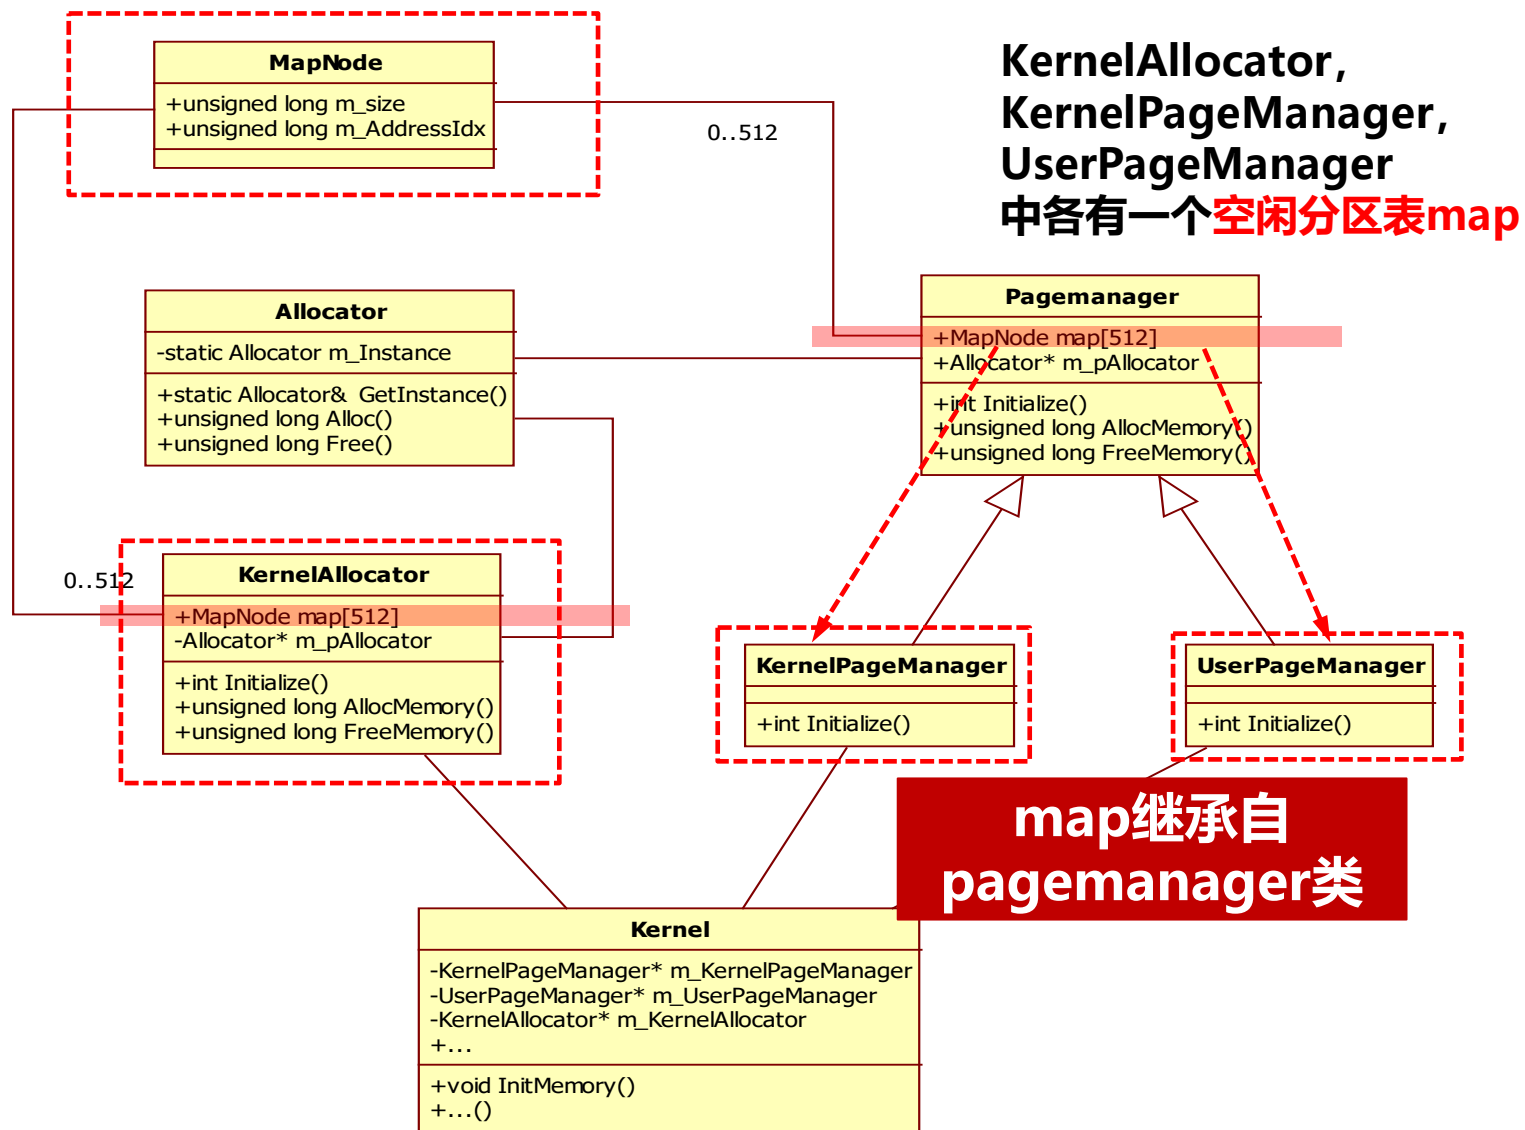 MapNode
+unsigned long m_size
+unsigned long m_AddressIdx
0..512
KernelAllocator,
KernelPageManager,
UserPageManager
中各有一个空闲分区表map
Allocator
-static Allocator m_Instance
+static Allocator& GetInstance()
+unsigned long Alloc()
+unsigned long Free()
Pagemanager
+MapNode map[512]
+Allocator* m_pAllocator
+int Initialize()
+unsigned long AllocMemory()
+unsigned long FreeMemory()
0..512
KernelAllocator
+MapNode map[512]
-Allocator* m_pAllocator
+int Initialize()
+unsigned long AllocMemory()
+unsigned long FreeMemory()
KernelPageManager
+int Initialize()
UserPageManager
+int Initialize()
map继承自
pagemanager类
Kernel
-KernelPageManager* m_KernelPageManager
-UserPageManager* m_UserPageManager
-KernelAllocator* m_KernelAllocator
+...
+void InitMemory()
+...()